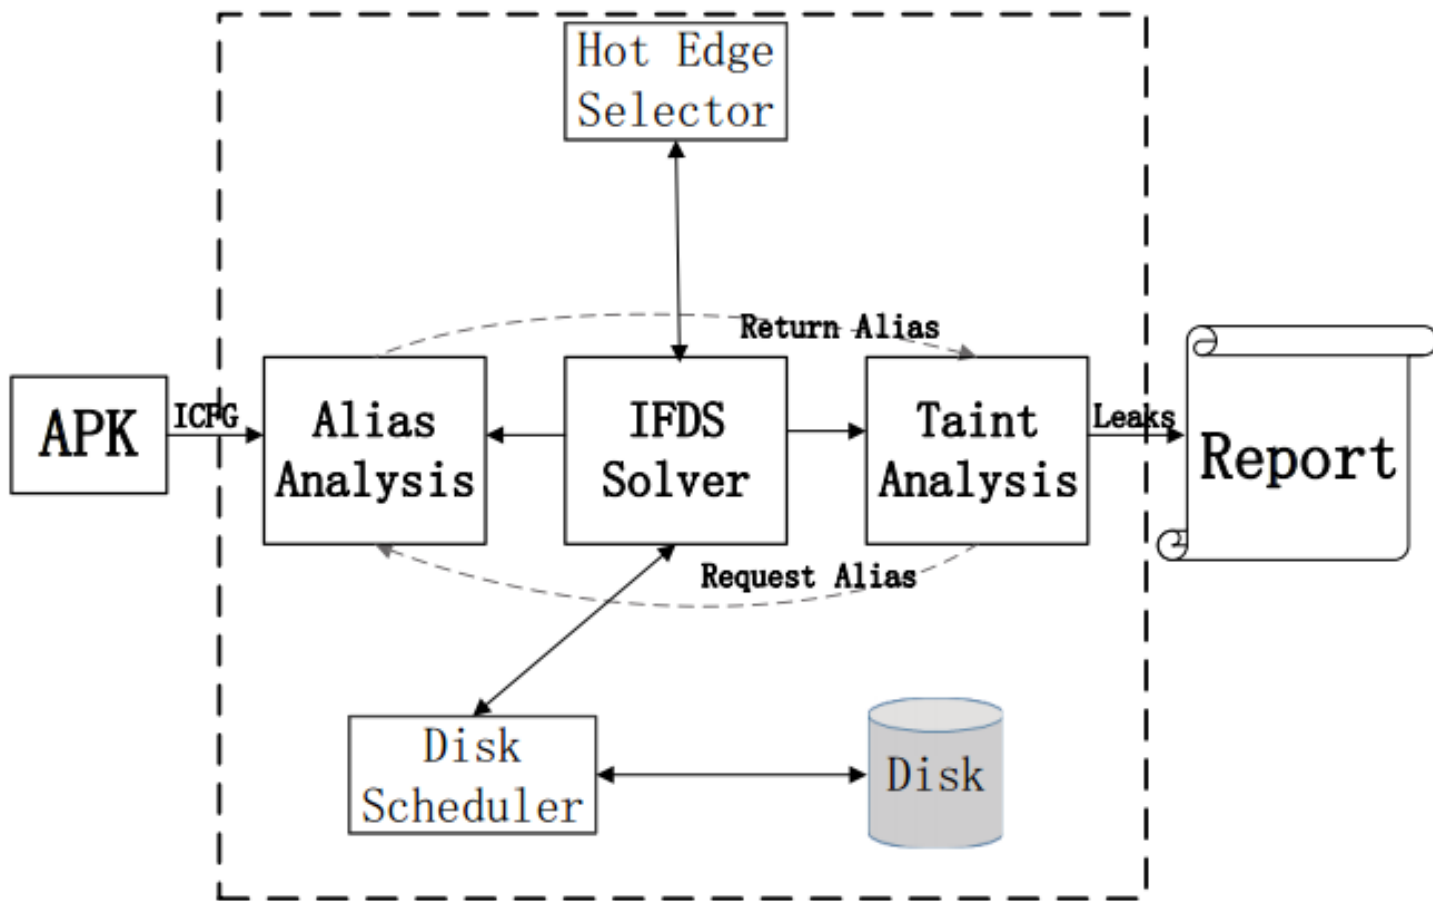 Hot Edge
Selector
Return Alias
APK
ICFG
Alias
Analysis
IFDS
Solver
Taint
Analysis
Leaks
Report
Request Alias
Disk
Scheduler
Disk